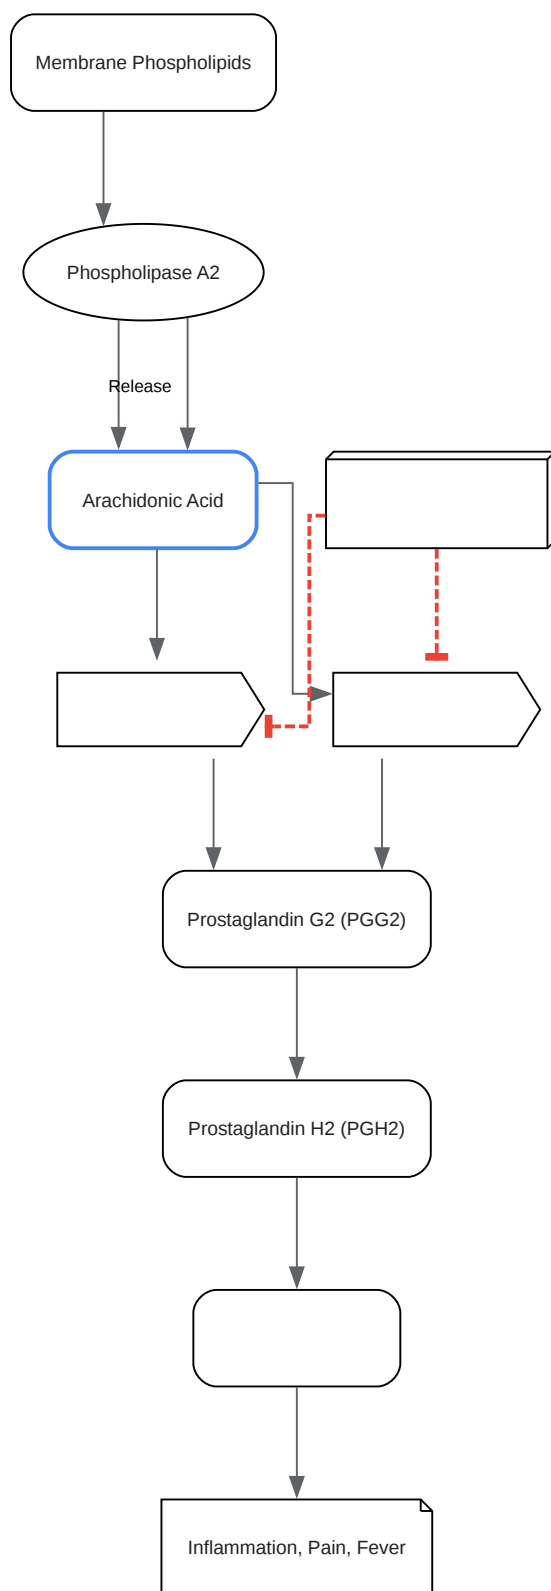 Membrane Phospholipids
Phospholipase A2
Release
Arachidonic Acid
Prostaglandin G2 (PGG2)
Prostaglandin H2 (PGH2)
Inflammation, Pain, Fever